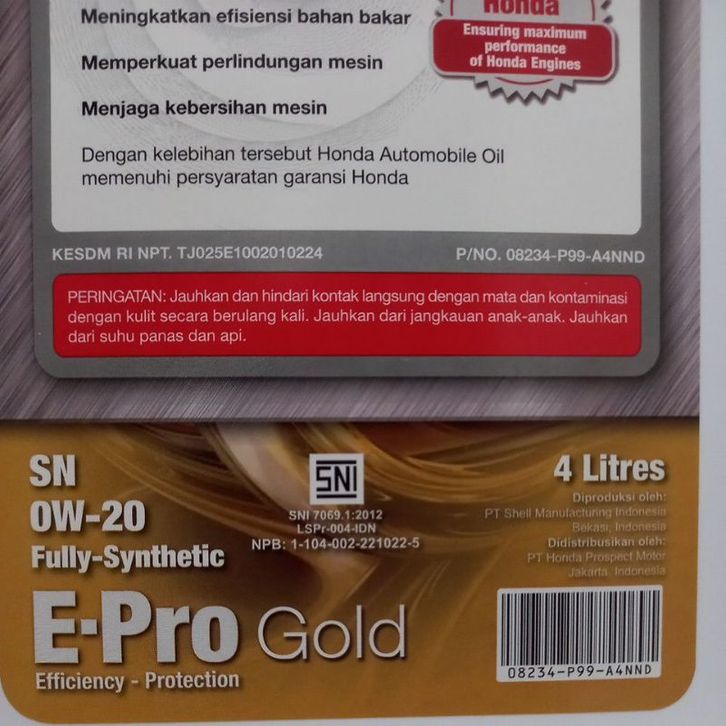 Honda
Ensuring maximum
performance
of Honda Engines
Meningkatkan efisiensi bahan bakar
Memperkuat perlindungan mesin
Menjaga kebersihan mesin
Dengan kelebihan tersebut Honda Automobile Oil
memenuhi persyaratan garansi Honda
KESDM RI NPT. TJ025E1002010224
P/NO. 08234-P99-A4NND
PERINGATAN: Jauhkan dan hindari kontak langsung dengan mata dan kontaminasi
dengan kulit secara berulang kali. Jauhkan dari jangkauan anak-anak. Jauhkan
dari suhu panas dan api.
SN
0W-20
Fully-Synthetic
SNI
SNI 7069.1:2012
LSPr-004-IDN
NPB: 1-104-002-221022-5
4 Litres
Diproduksi oleh:
PT Shell Manufacturing Indonesia
Bekasi, Indonesia
Didistribusikan oleh:
PT Honda Prospect Motor
Jakarta, Indonesia
E-Pro Gold
Efficiency - Protection
08234-P99-A4NND